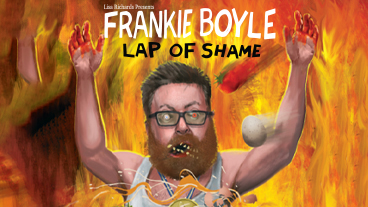 Lisa Richards Presents
FRANKIE BOYLE
LAP OF SHAME